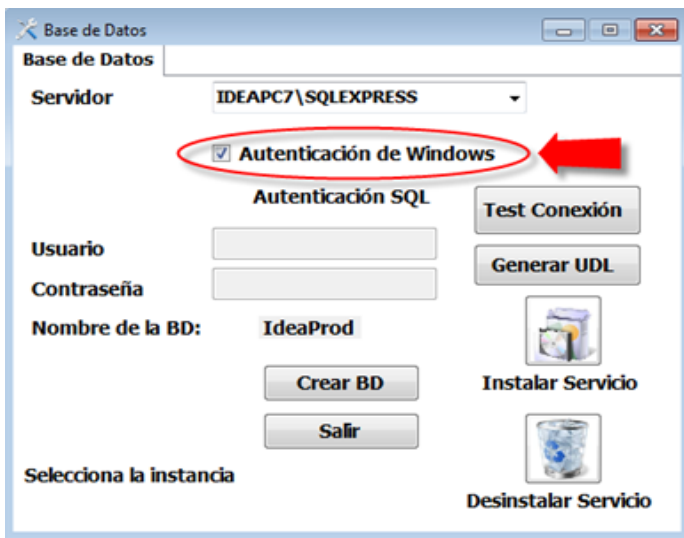 Base de Datos
Base de Datos
Servidor
IDEAPC7\SQLEXPRESS
Autenticación de Windows
Autenticación SQL
Test Conexión
Usuario
Generar UDL
Contraseña
Nombre de la BD:
IdeaProd
Crear BD
Instalar Servicio
Salir
Selecciona la instancia
Desinstalar Servicio